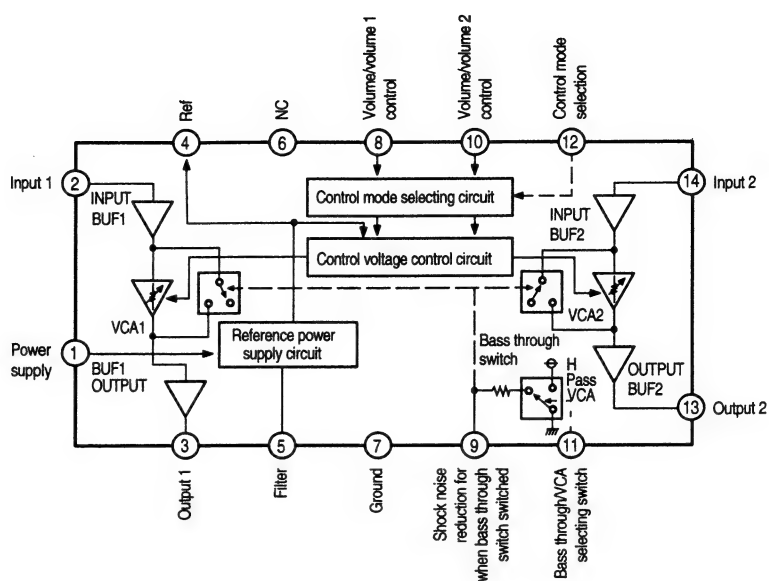 Volume/volume 1
control
Volume/volume 2
control
Control mode
selection
Ref
NC
4
6
8
10
12
Input 1
2
14
Input 2
INPUT
BUF1
Control mode selecting circuit
INPUT
BUF2
Control voltage control circuit
VCA1
VCA2
Power
supply
1
BUF1
OUTPUT
Reference power
supply circuit
Bass through
switch
H
Pass
VCA
OUTPUT
BUF2
13
Output 2
3
5
7
9
11
Output 1
Filter
Ground
Shock noise
reduction for
when bass through
switch switched
Bass through/VCA
selecting switch